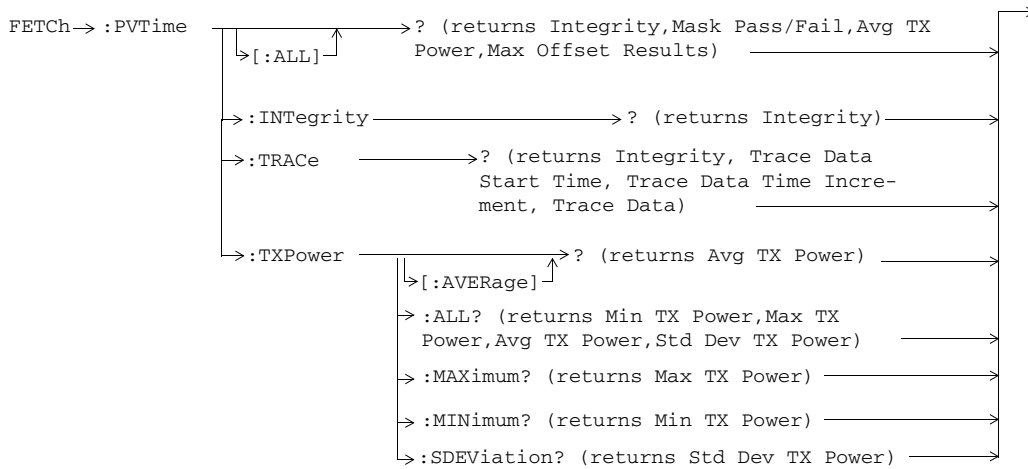 FETCh :PVTime ? (returns Integrity,Mask Pass/Fail,Avg TX
[:ALL] Power,Max Offset Results)
:INTegrity ? (returns Integrity)
:TRACe ? (returns Integrity, Trace Data
Start Time, Trace Data Time Incre-
ment, Trace Data)
:TXPower ? (returns Avg TX Power)
[:AVERage]
:ALL? (returns Min TX Power,Max TX
Power,Avg TX Power,Std Dev TX Power)
:MAXimum? (returns Max TX Power)
:MINimum? (returns Min TX Power)
:SDEViation? (returns Std Dev TX Power)